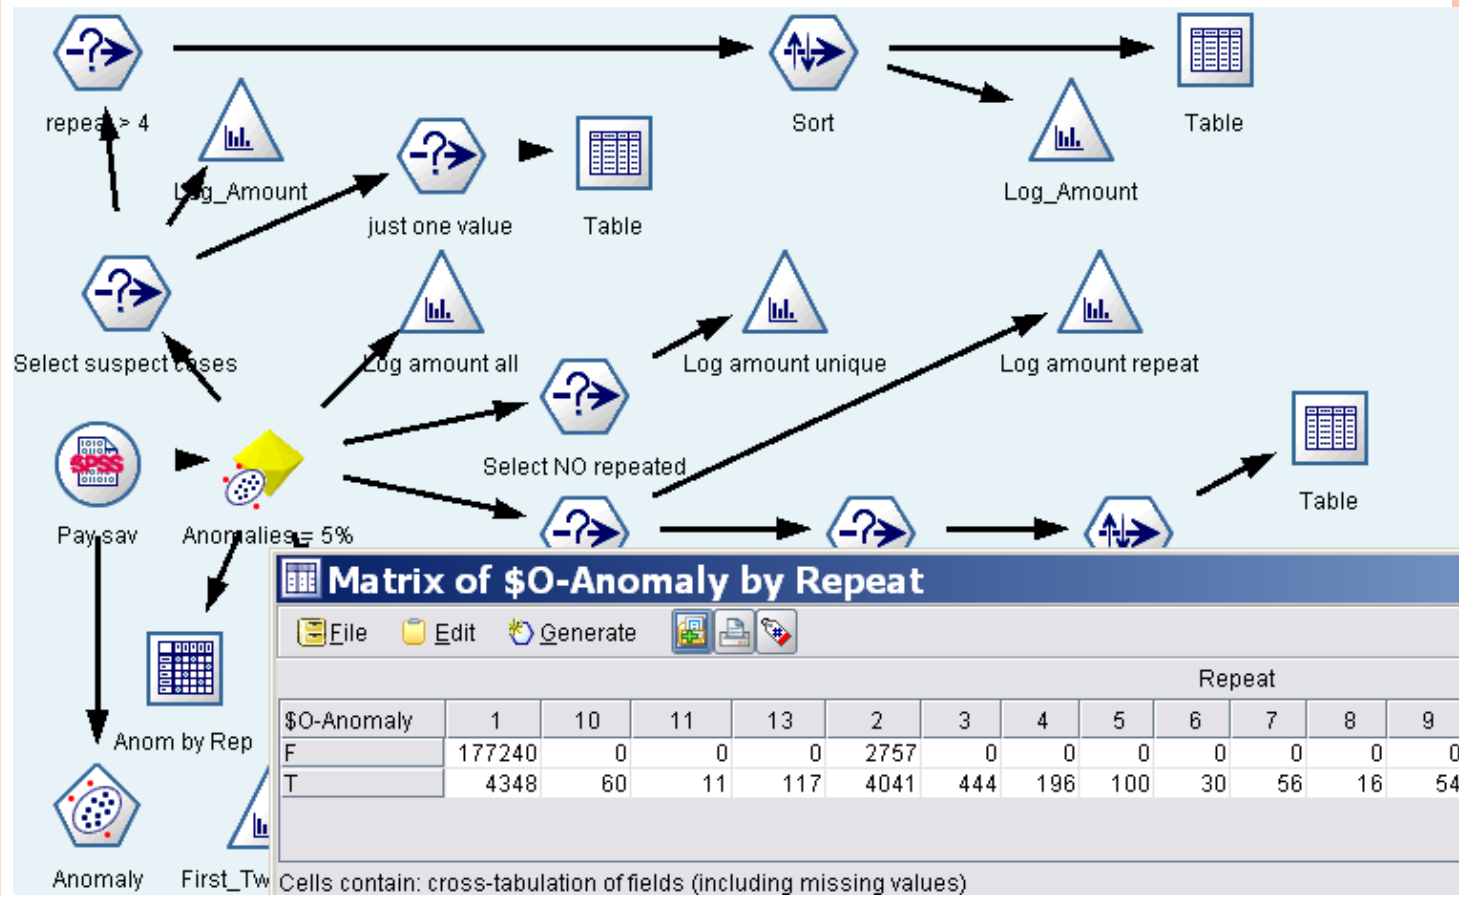 repeat > 4
Log_Amount
just one value
Table
Sort
Log_Amount
Table
Select suspect cases
Log amount all
Log amount unique
Log amount repeat
SPSS
Select NO repeated
Table
Pay.sav
Anomalies = 5%
Matrix of $O-Anomaly by Repeat
File Edit Generate
Repeat
$O-Anomaly 1 10 11 13 2 3 4 5 6 7 8 9
F 177240 0 0 0 2757 0 0 0 0 0 0 0
T 4348 60 11 117 4041 444 196 100 30 56 16 54
Anom by Rep
Anomaly
First_Tw
Cells contain: cross-tabulation of fields (including missing values)